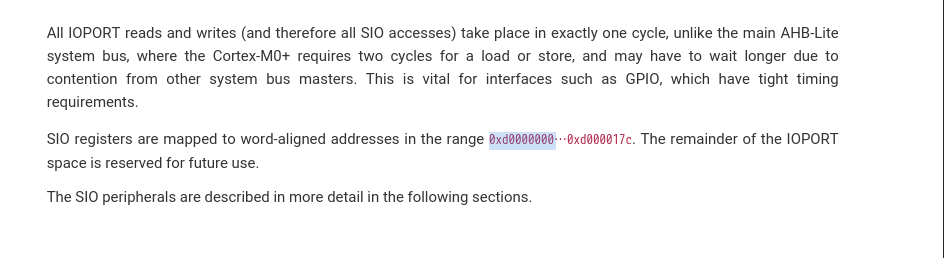 All IOPORT reads and writes (and therefore all SIO accesses) take place in exactly one cycle, unlike the main AHB-Lite
system bus, where the Cortex-M0+ requires two cycles for a load or store, and may have to wait longer due to
contention from other system bus masters. This is vital for interfaces such as GPIO, which have tight timing
requirements.
SIO registers are mapped to word-aligned addresses in the range 0xd0000000…0xd000017c. The remainder of the IOPORT
space is reserved for future use.
The SIO peripherals are described in more detail in the following sections.